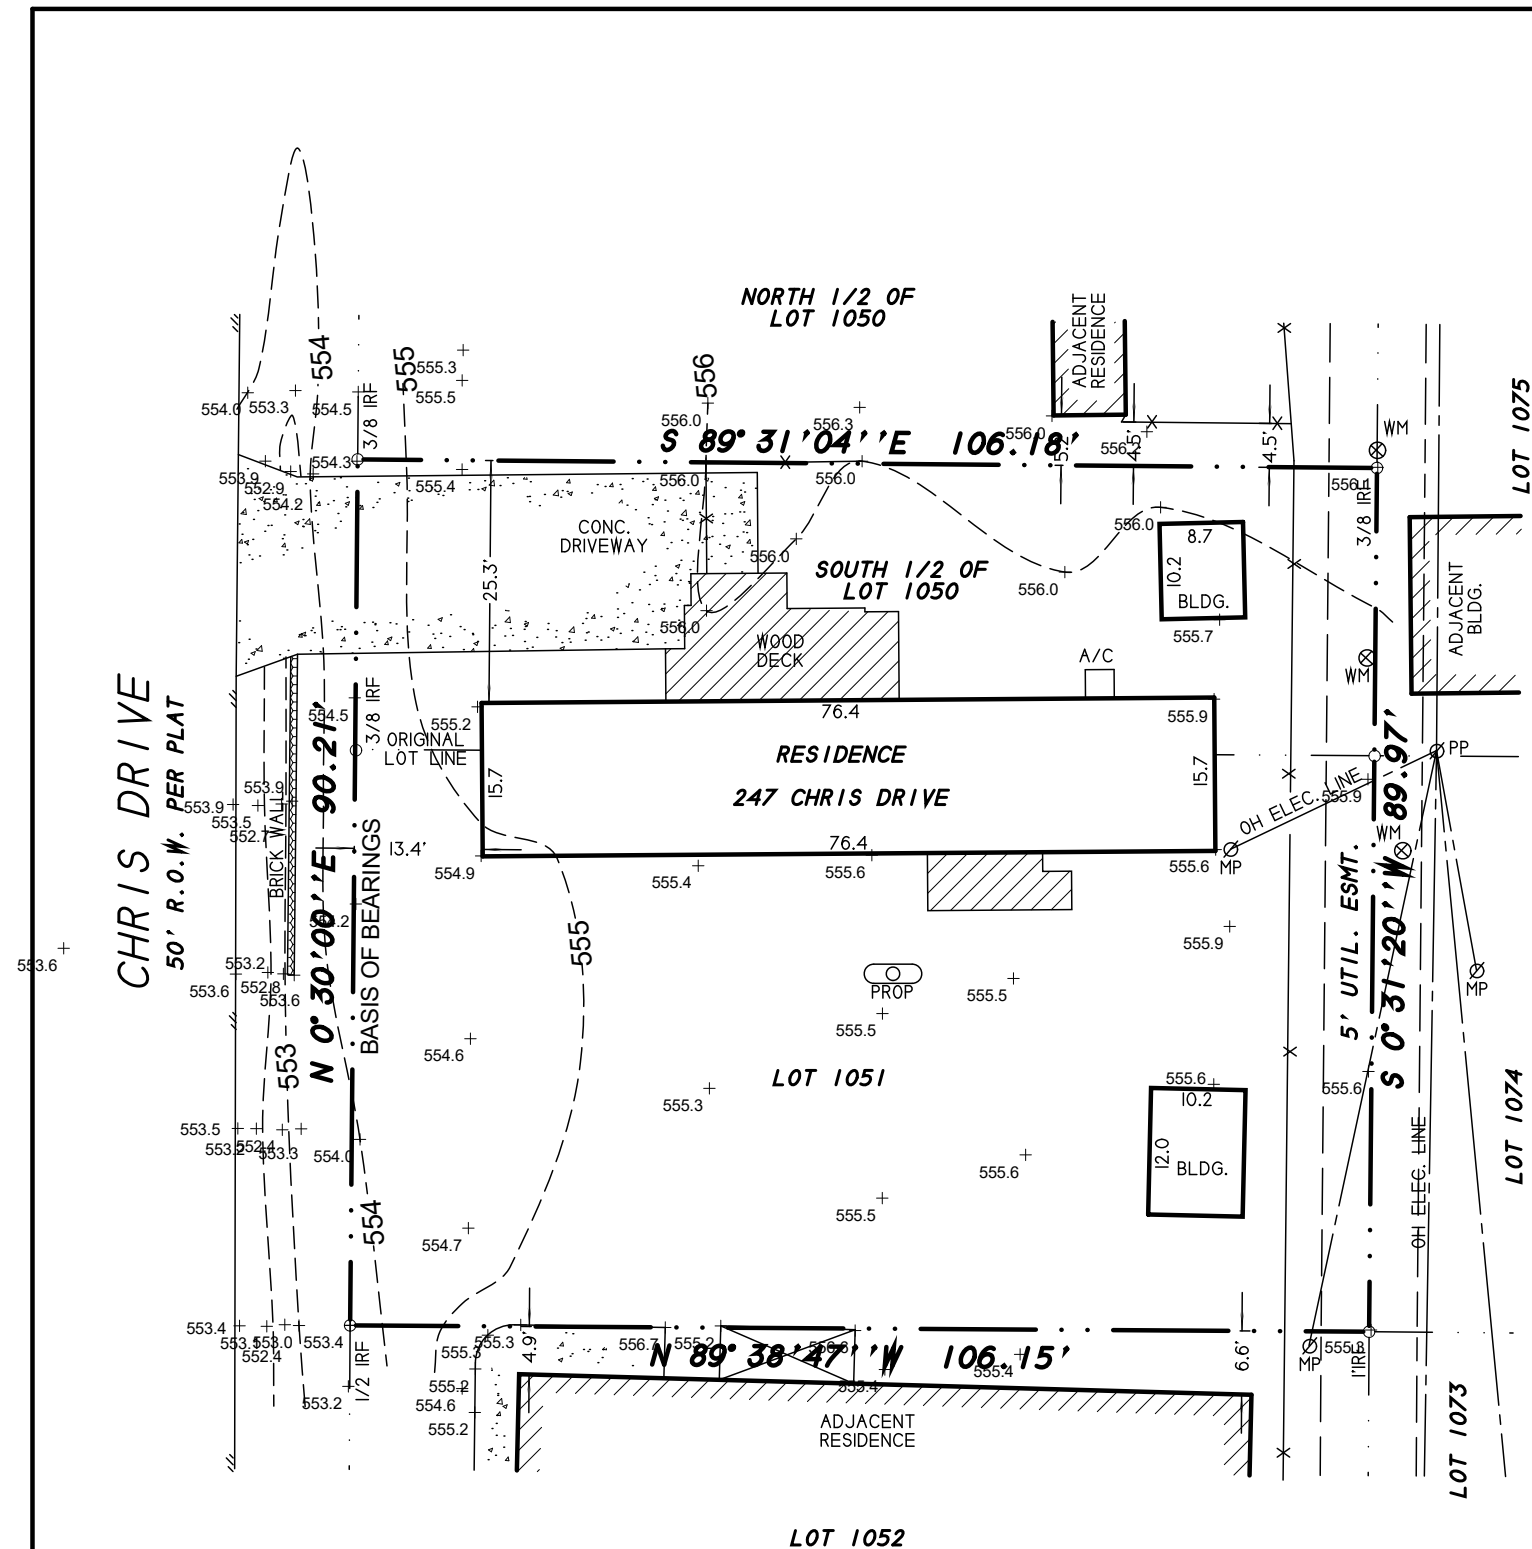 NORTH 1/2 OF
LOT 1050
ADJACENT
RESIDENCE
554
555
556
555.3
555.5
554.0
553.3
554.5
3/8 IRF
556.0
556.3
556.0
556.2
S 89° 31'04''E 106.18'
5.2'
4.5'
4.5'
WM
LOT 1075
554.3
553.9
552.9
554.2
555.4
556.0
556.0
556.1
3/8 IRF
CONC.
DRIVEWAY
556.0
556.0
8.7
10.2
BLDG.
555.7
25.3'
SOUTH 1/2 OF
LOT 1050
556.0
556.0
WOOD
DECK
A/C
WM
ADJACENT
BLDG.
CHRIS DRIVE
50' R.O.W. PER PLAT
554.5
3/8 IRF
555.2
ORIGINAL
LOT LINE
76.4
555.9
RESIDENCE
247 CHRIS DRIVE
15.7
15.7
76.4
PP
OH ELEC. LINE
555.9
WM
MP
553.9
553.9
553.5
552.7
BRICK WALL
N 0° 30'00''E 90.21'
BASIS OF BEARINGS
13.4'
554.9
555.4
555.6
555.6
5' UTIL. ESMT.
S 0° 31'20''W 89.97'
554.2
555
555.9
553.6
553.2
553.6
552.8
553.6
PROP
555.5
555.5
MP
553
554.6
LOT 1051
555.3
555.6
10.2
12.0
BLDG.
555.6
LOT 1074
553.5
553.2
552.4
553.3
554.0
555.6
555.5
554
554.7
OH ELEC. LINE
553.4
553.1
553.0
552.4
553.4
1/2 IRF
553.2
555.3
555.3
4.9'
556.7
555.2
556.3
N 89° 38'47''W 106.15'
555.4
555.4
6.6'
MP
555.3
1"IRF
555.2
554.6
555.2
ADJACENT
RESIDENCE
LOT 1073
LOT 1052